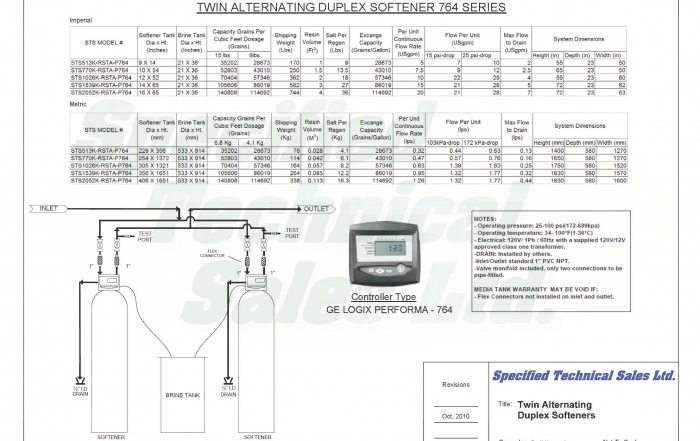 TWIN ALTERNATING DUPLEX SOFTENER 764 SERIES
Imperial
STS MODEL # Softener Tank Dia x Ht. (Inches) Brine Tank Dia x Ht. (Inches) Capacity Grains Per Cubic Feet Dosage (Grains) Shipping Weight (Lbs) Resin Volume (Ft³) Salt Per Regen (Lbs) Excange Capacity (Grains/Gallon) Per Unit Continuous Flow Rate (USgpm) Flow Per Unit (USgpm) Max Flow to Drain (USgpm) System Dimensions
15 lbs 9lbs 15 psi-drop 25 psi-drop Height (in) Depth (in) Width (in)
STS513K-RSTA-P764 9 X 14 21 X 36 35202 28673 170 1 9 28673 5 7 10 2 55 23 50
STS770K-RSTA-P764 10 X 54 21 X 36 52803 43010 250 1.5 13.5 43010 7.5 9 12 2.5 65 23 50
STS1026K-RSTA-P764 12 X 52 21 X 36 70404 57346 382 2 18 57346 10 22 29 4 59 23 60
STS1539K-RSTA-P764 14 X 65 21 X 36 105606 86019 582 3 27 86019 15 21 28 5 72 23 62
STS2052K-RSTA-P764 16 X 65 21 X 36 140808 114692 744 4 36 114692 20 21 28 7 72 23 63
Metric
STS MODEL # Softener Tank Dia x Ht. (mm) Brine Tank Dia x Ht. (mm) Capacity Grains Per Cubic Feet Dosage (Grains) Shipping Weight (Kg) Resin Volume (M³) Salt Per Regen (Kg) Excange Capacity (Grains/Gallon) Per Unit Continuous Flow Rate (lps) Flow Per Unit (lps) Max Flow to Drain (lps) System Dimensions
6.8 Kg 4.1 Kg 103kPa-drop 172 kPa-drop Height (mm) Depth (mm) Width (mm)
STS513K-RSTA-P764 229 X 356 533 X 914 35202 28673 78 0.028 4.1 28673 0.32 0.44 0.63 0.13 1400 580 1270
STS770K-RSTA-P764 254 X 1372 533 X 914 52803 43010 114 0.042 6.1 43010 0.47 0.57 0.76 0.16 1650 580 1270
STS1026K-RSTA-P764 305 X 1321 533 X 914 70404 57346 163 0.057 8.2 57346 0.63 1.39 1.83 0.25 1750 580 1520
STS1539K-RSTA-P764 356 X 1651 533 X 914 105606 86019 264 0.085 12.2 86019 0.95 1.32 1.77 0.32 1830 580 1570
STS2052K-RSTA-P764 406 X 1651 533 X 914 140808 114692 338 0.113 16.3 114692 1.26 1.32 1.77 0.44 1830 580 1600
Specified
Technical
Sales Ltd.
INLET
OUTLET
TEST PORT
TEST PORT
FLEX CONNECTOR
1" 1" 1" 1"
130
Controller Type
GE LOGIX PERFORMA - 764
NOTES:
- Operating pressure: 25-100 psi(172-689kpa)
- Operating temperature: 34- 100°F(1-36°C)
- Electrical: 120V/ 1Ph / 60Hz with a supplied 120V/12V
approved class one transformer.
-DRAIN: Installed by others.
-Inlet/Outlet standard 1" PVC NPT.
-Valve manifold included, only two connections to be
pipe-fitted.
MEDIA TANK WARRANTY MAY BE VOID IF:
- Flex Connectors not installed on inlet and outlet.
½" I.D
DRAIN
BRINE TANK
½" I.D
DRAIN
SOFTENER
SOFTENER
Revisions
Oct, 2010
Specified Technical Sales Ltd.
Title: Twin Alternating
Duplex Softeners